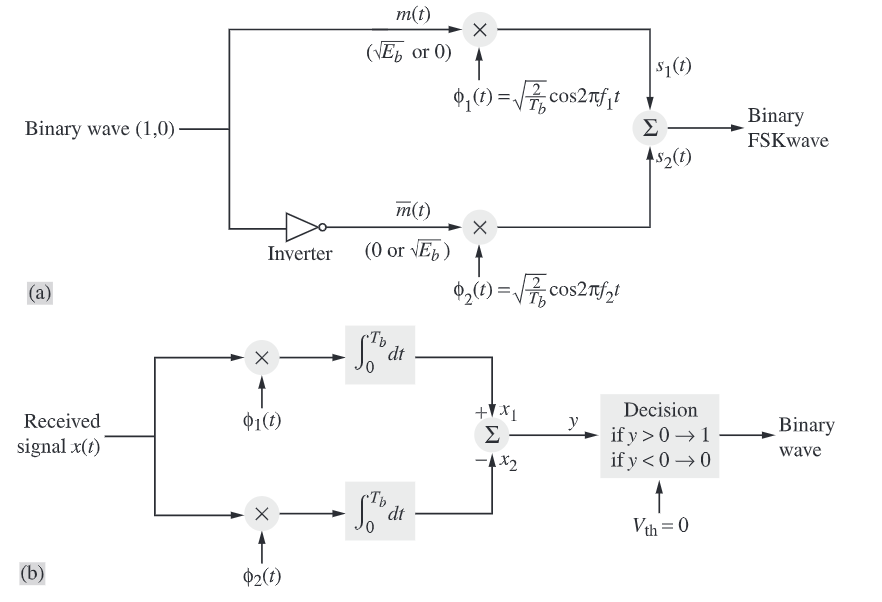 m(t)
×
(√E_b or 0)
s₁(t)
ϕ₁(t) = √(2/T_b) cos2πf₁t
Binary wave (1,0)
Σ
Binary
FSKwave
s₂(t)
m̅(t)
×
Inverter
(0 or √E_b)
(a)
ϕ₂(t) = √(2/T_b) cos2πf₂t
×
∫₀^T_b dt
ϕ₁(t)
Received
signal x(t)
+ x₁
Σ
− x₂
y
Decision
if y > 0 → 1
if y < 0 → 0
Binary
wave
×
∫₀^T_b dt
V_th = 0
(b)
ϕ₂(t)